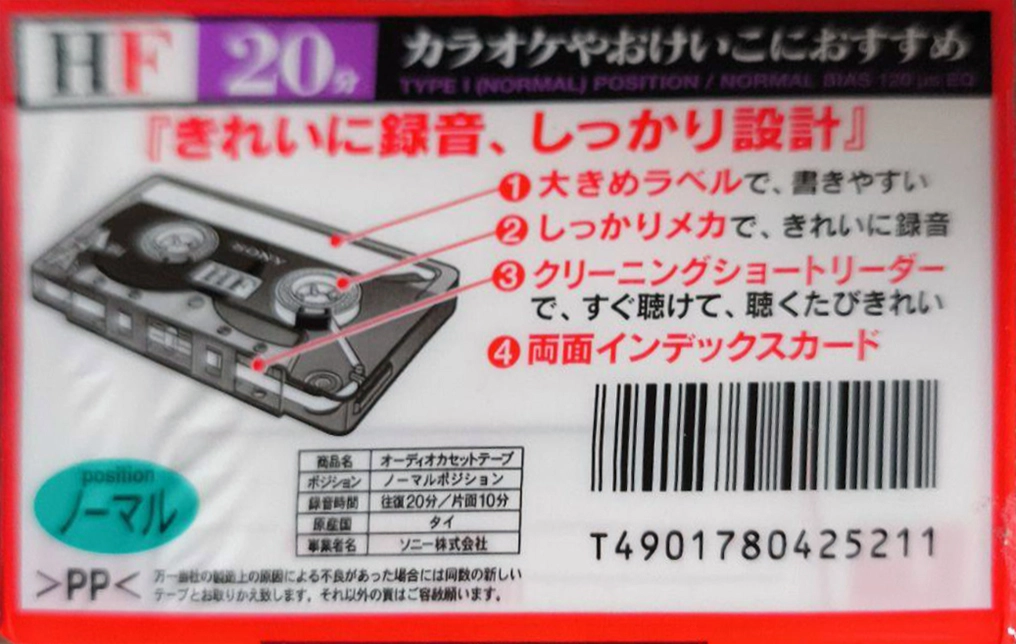 HF 20分 カラオケやおけいこにおすすめ
TYPE I (NORMAL) POSITION / NORMAL BIAS 120 μs EQ
『きれいに録音、しっかり設計』
❶大きめラベルで、書きやすい
❷しっかりメカで、きれいに録音
❸クリーニングショートリーダー
で、すぐ聴けて、聴くたびきれい
❹両面インデックスカード
A
SONY
HF
position
ノーマル
商品名 オーディオカセットテープ
ポジション ノーマルポジション
録音時間 往復20分/片面10分
原産国 タイ
事業者名 ソニー株式会社
T4901780425211
>PP<
万一当社の製造上の原因による不良があった場合には同数の新しい
テープとお取りかえ致します。それ以外の責はご容赦願います。